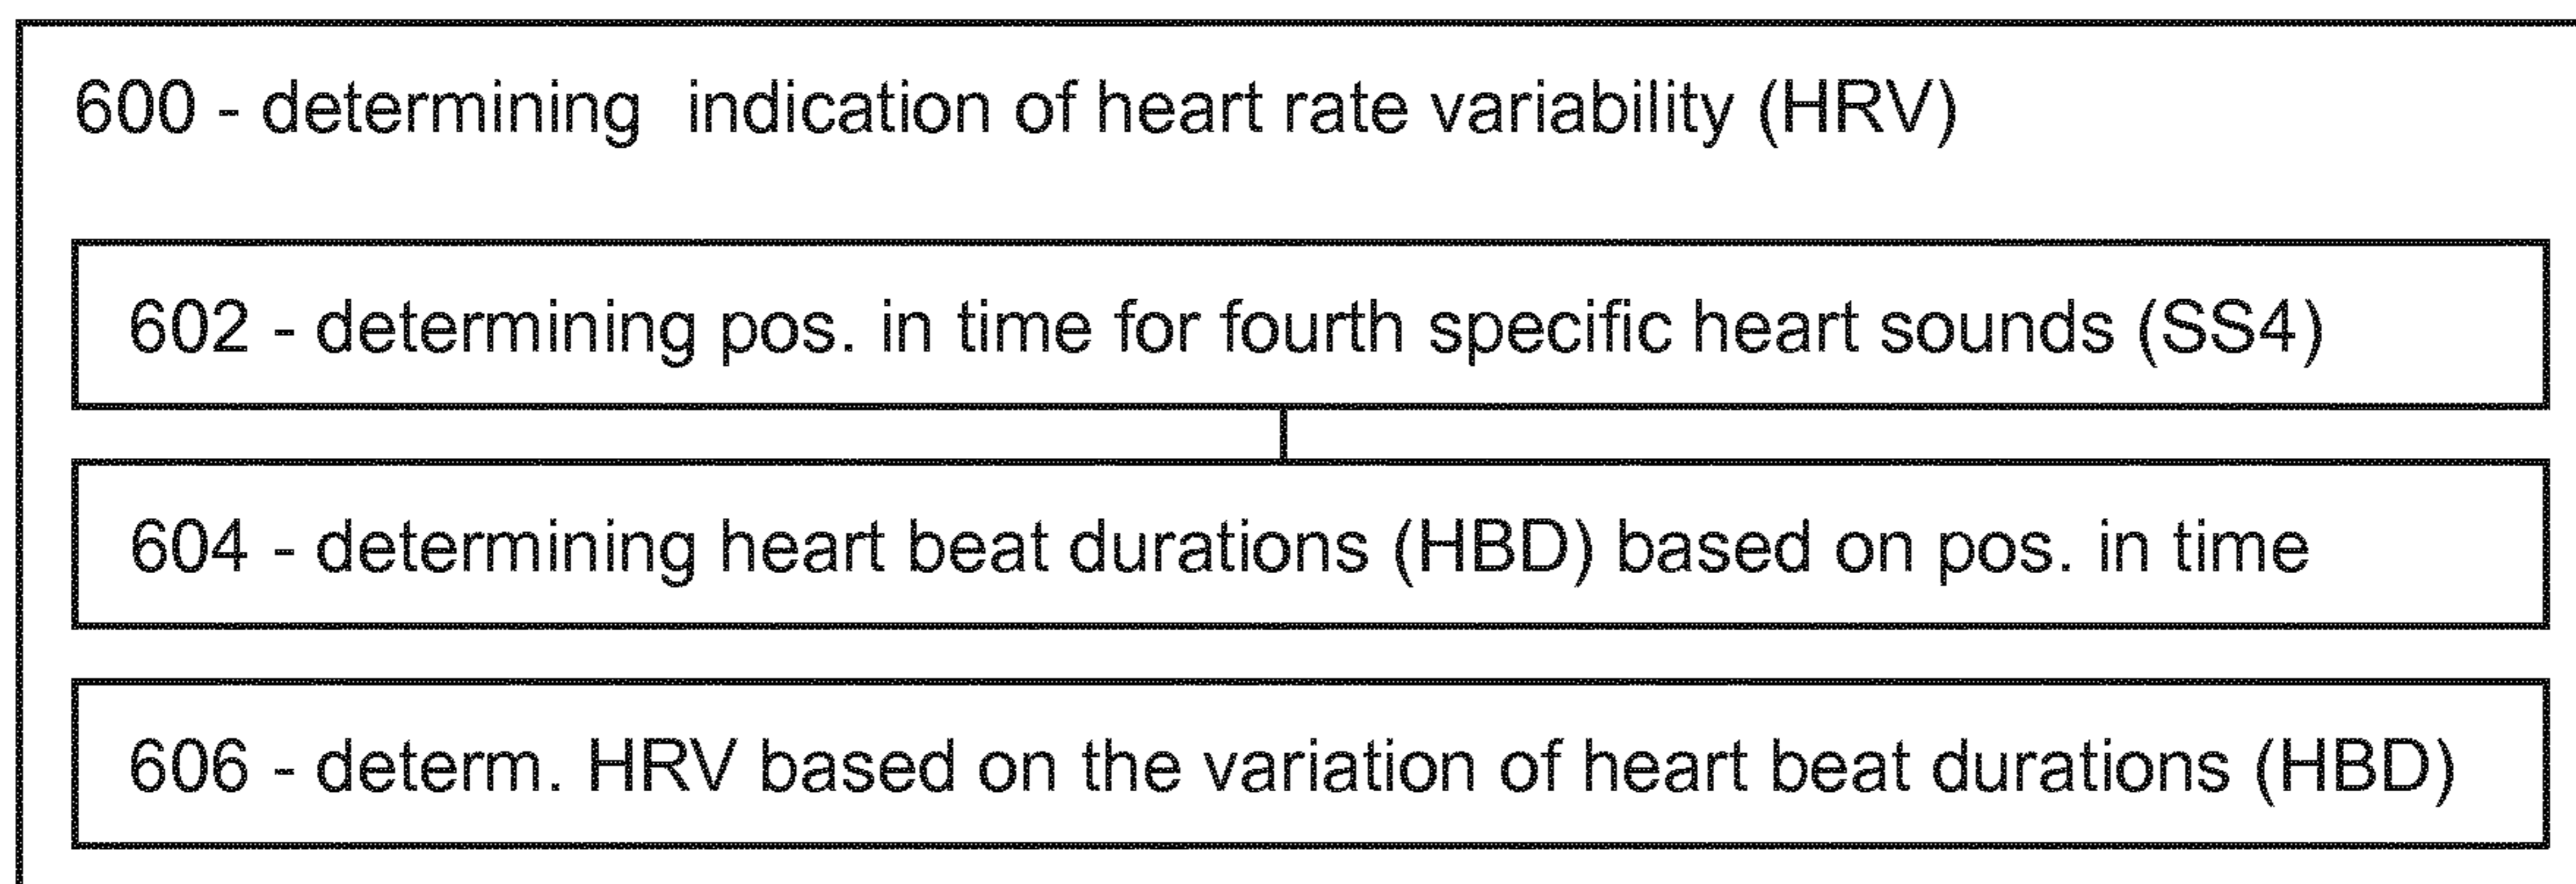 600 - determining indication of heart rate variability (HRV)
602 - determining pos. in time for fourth specific heart sounds (SS4)
604 - determining heart beat durations (HBD) based on pos. in time
606 - determ. HRV based on the variation of heart beat durations (HBD)